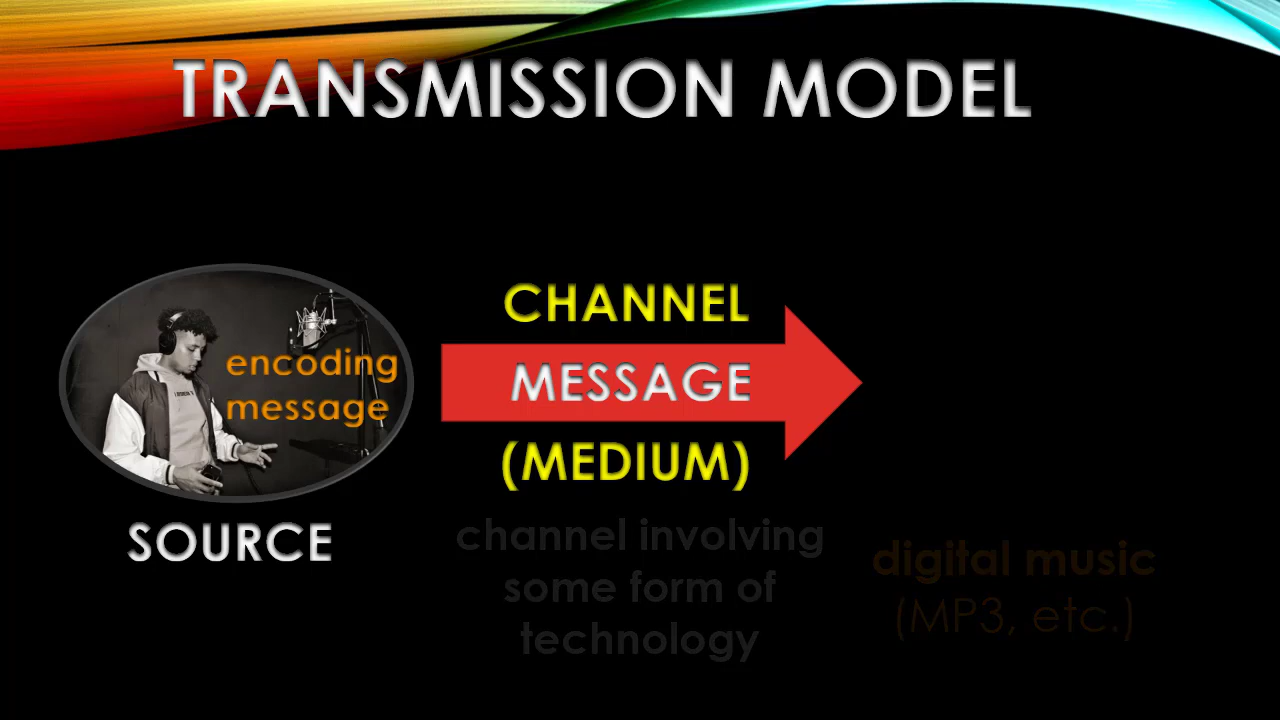 TRANSMISSION MODEL
CHANNEL
encoding
message
MESSAGE
(MEDIUM)
SOURCE
channel involving
some form of
technology
digital music
(MP3, etc.)